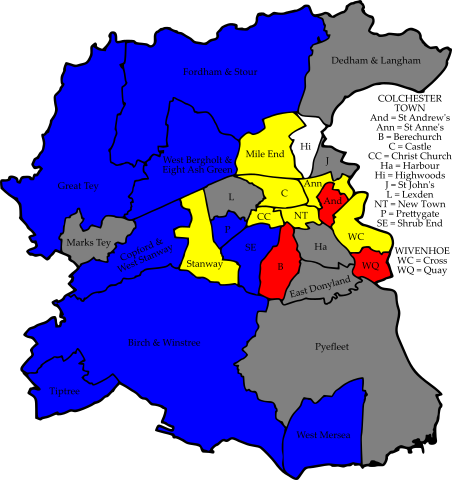 Dedham & Langham
Fordham & Stour
COLCHESTER
TOWN
And = St Andrew's
Ann = St Anne's
B = Berechurch
C = Castle
CC = Christ Church
Ha = Harbour
Hi = Highwoods
J = St John's
L = Lexden
NT = New Town
P = Prettygate
SE = Shrub End
WIVENHOE
WC = Cross
WQ = Quay
Hi
Mile End
West Bergholt &
Eight Ash Green
J
Great Tey
Ann
L
C
And
CC
NT
P
WC
Marks Tey
SE
Ha
Copford &
West Stanway
Stanway
B
WQ
East Donyland
Birch & Winstree
Pyefleet
Tiptree
West Mersea